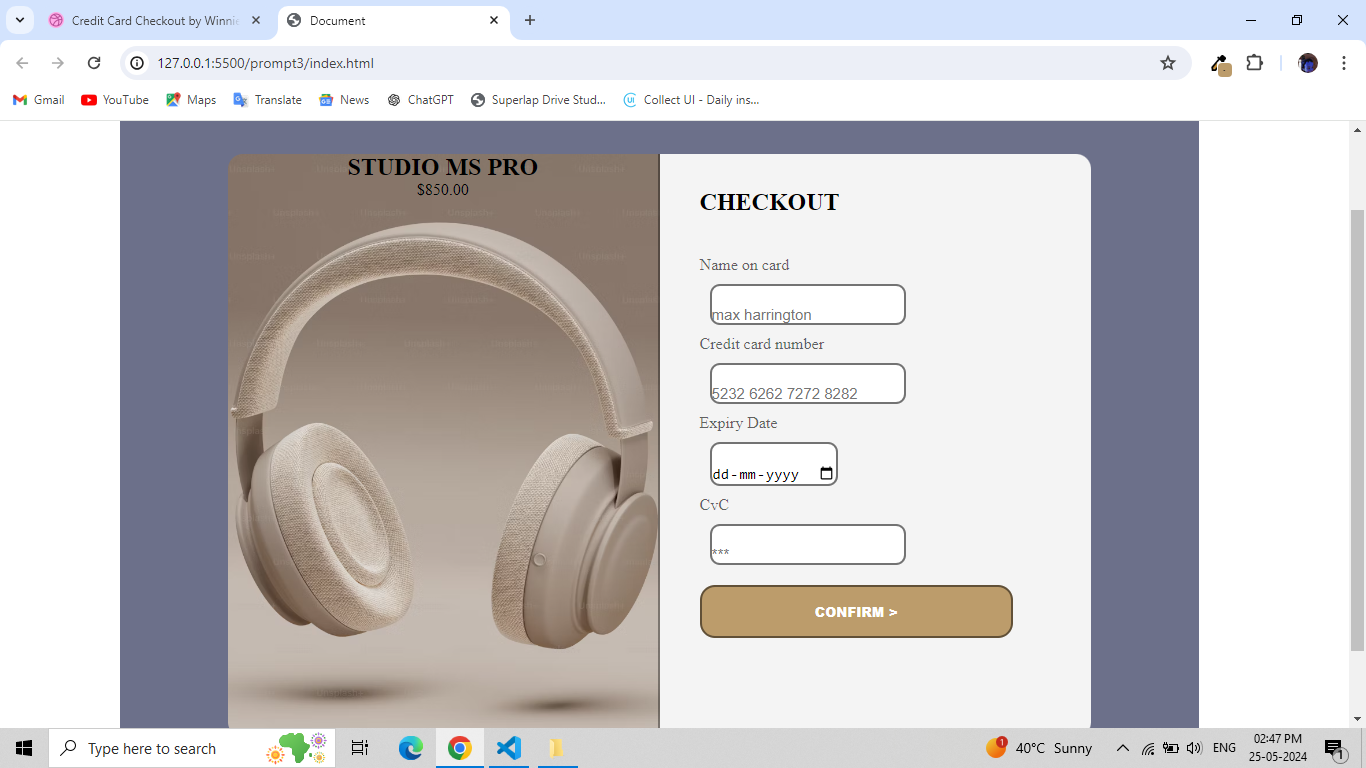 Credit Card Checkout by Winnie
Document
127.0.0.1:5500/prompt3/index.html
Gmail
YouTube
Maps
Translate
News
ChatGPT
Superlap Drive Stud...
Collect UI - Daily ins...
STUDIO MS PRO
$850.00
CHECKOUT
Name on card
max harrington
Credit card number
5232 6262 7272 8282
Expiry Date
dd-mm-yyyy
CvC
***
CONFIRM >
Type here to search
1
40°C Sunny
ENG
02:47 PM
25-05-2024
1